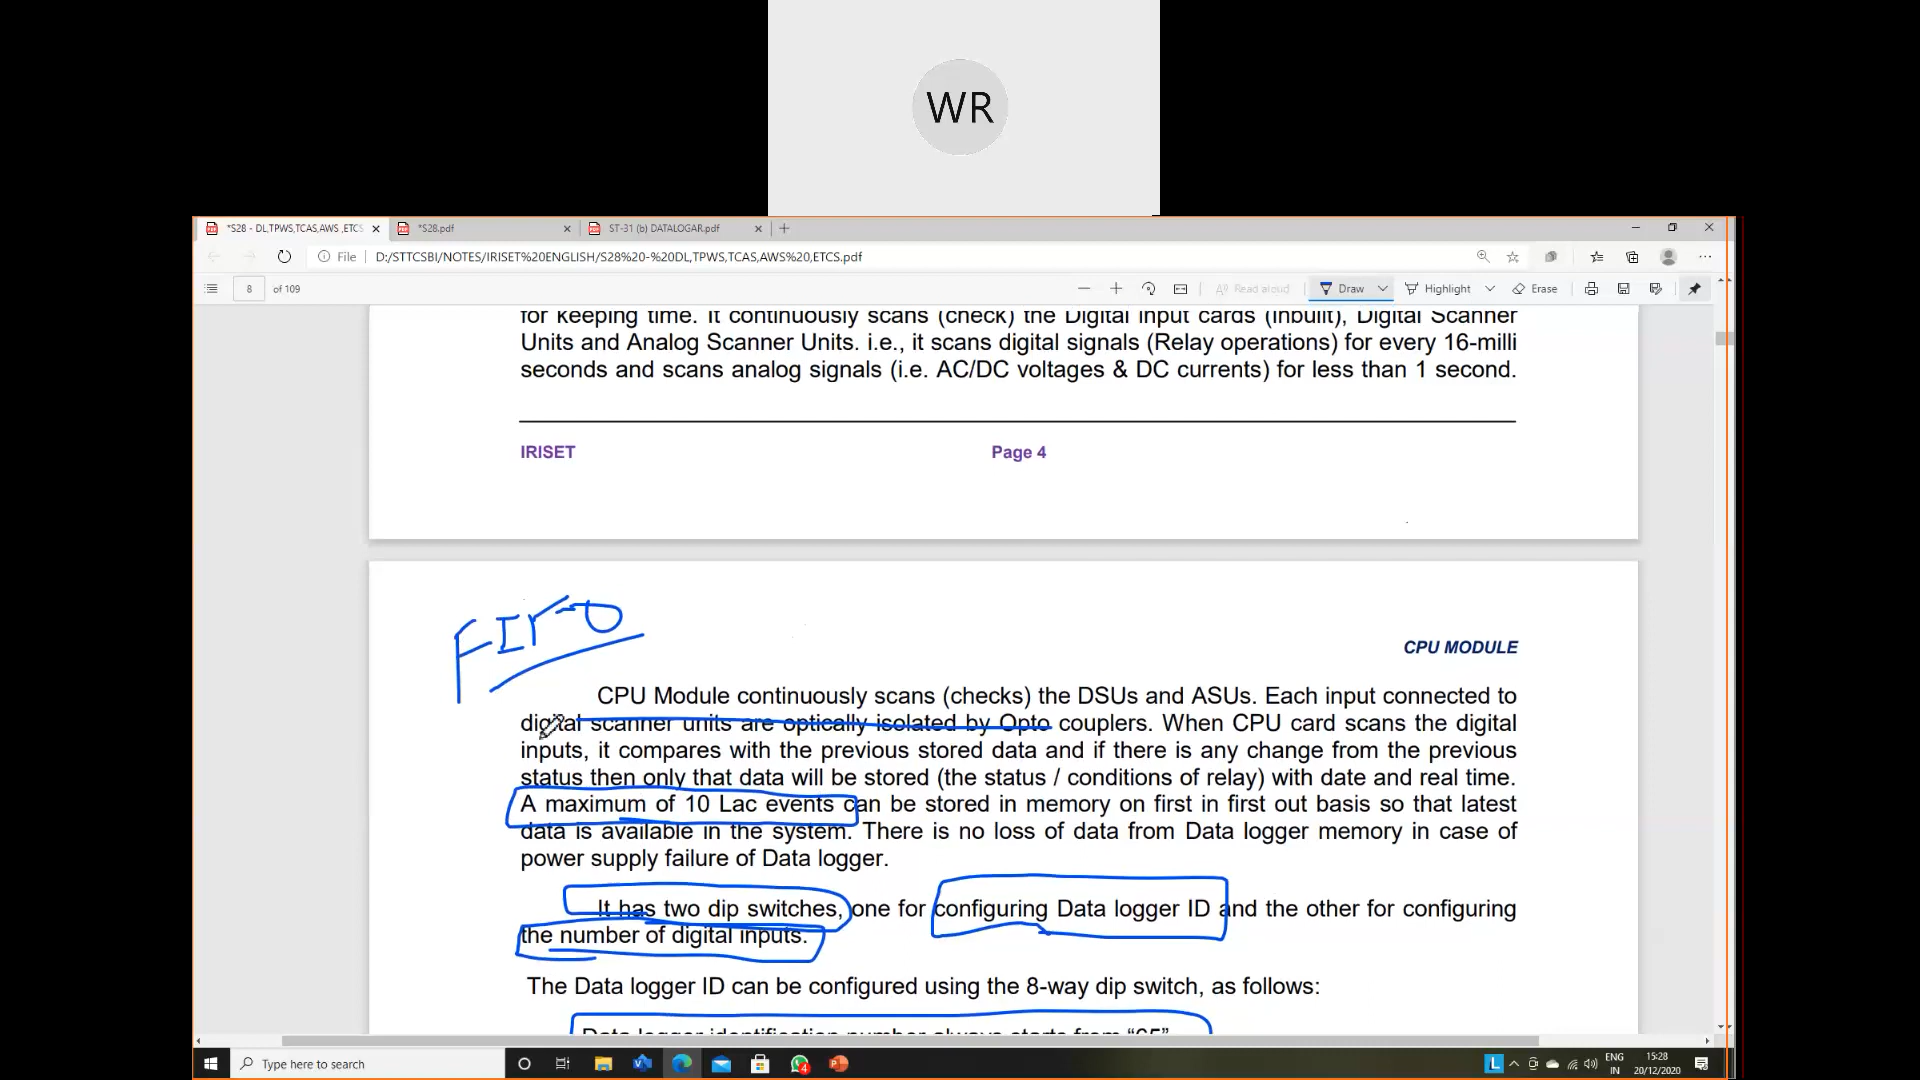 WR
*S28 - DL,TPWS,TCAS,AWS ,ETCS
*S28.pdf
ST-31 (b) DATALOGAR.pdf
File D:/STTCSBI/NOTES/IRISET%20ENGLISH/S28%20-%20DL,TPWS,TCAS,AWS%20,ETCS.pdf
8 of 109 Read aloud Draw Highlight Erase
for keeping time. It continuously scans (check) the Digital input cards (inbuilt), Digital Scanner
Units and Analog Scanner Units. i.e., it scans digital signals (Relay operations) for every 16-milli
seconds and scans analog signals (i.e. AC/DC voltages & DC currents) for less than 1 second.
IRISET Page 4
FIFO
CPU MODULE
CPU Module continuously scans (checks) the DSUs and ASUs. Each input connected to
digital scanner units are optically isolated by Opto couplers. When CPU card scans the digital
inputs, it compares with the previous stored data and if there is any change from the previous
status then only that data will be stored (the status / conditions of relay) with date and real time.
A maximum of 10 Lac events can be stored in memory on first in first out basis so that latest
data is available in the system. There is no loss of data from Data logger memory in case of
power supply failure of Data logger.
It has two dip switches, one for configuring Data logger ID and the other for configuring
the number of digital inputs.
The Data logger ID can be configured using the 8-way dip switch, as follows:
Data logger identification number always starts from “65”
Type here to search
4
L
ENG
IN
15:28
20/12/2020